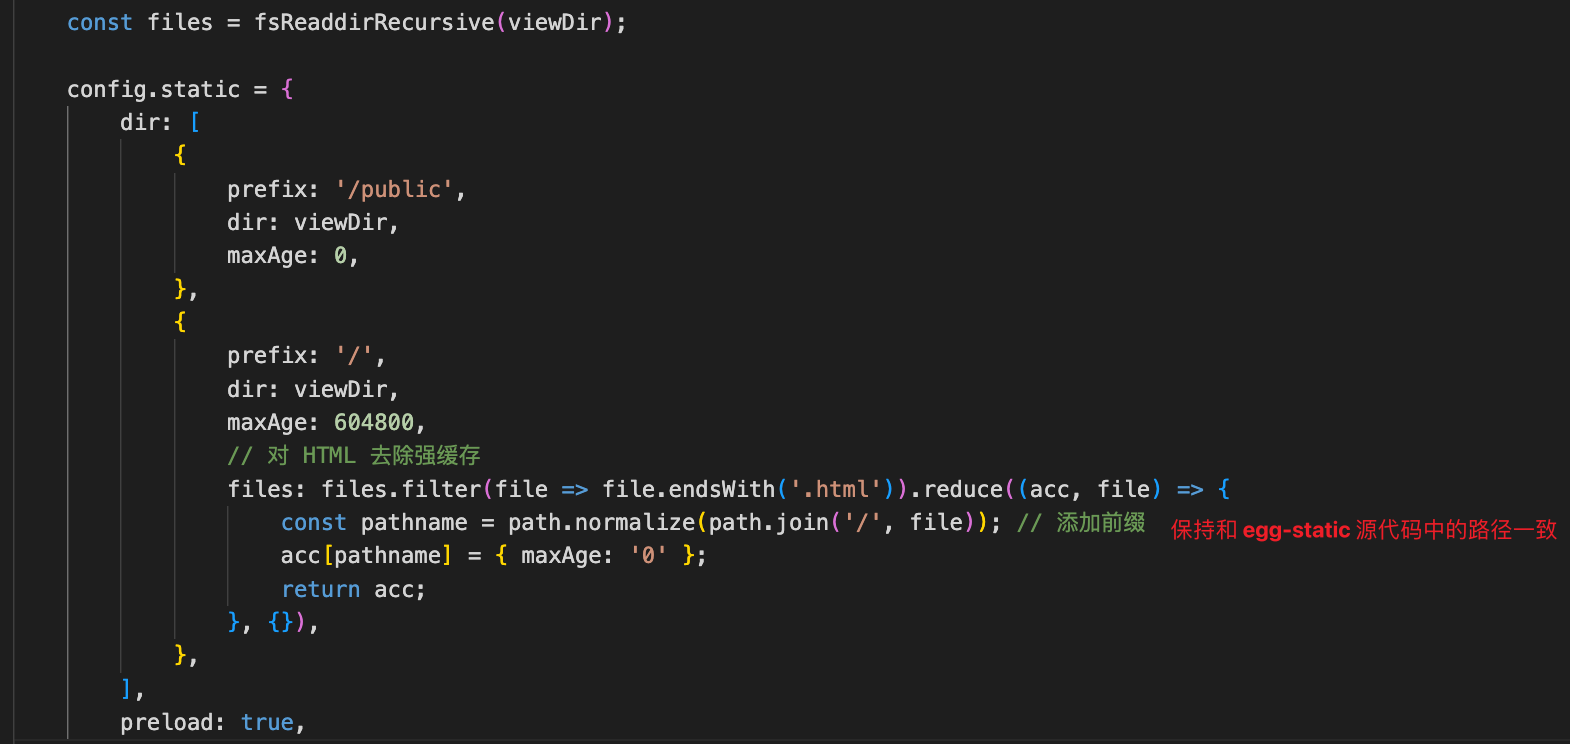 const files = fsReaddirRecursive(viewDir);
config.static = {
dir: [
{
prefix: '/public',
dir: viewDir,
maxAge: 0,
},
{
prefix: '/',
dir: viewDir,
maxAge: 604800,
// 对 HTML 去除强缓存
files: files.filter(file => file.endsWith('.html')).reduce((acc, file) => {
const pathname = path.normalize(path.join('/', file)); // 添加前缀 保持和 egg-static 源代码中的路径一致
acc[pathname] = { maxAge: '0' };
return acc;
}, {}),
},
],
preload: true,